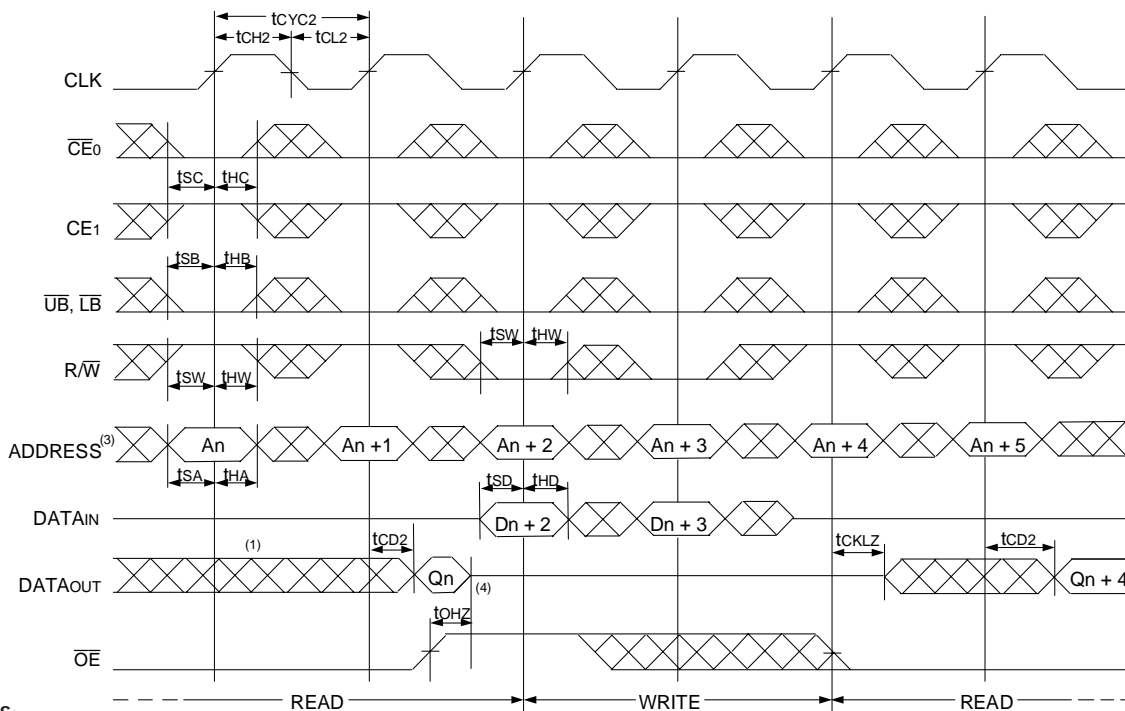 tCYC2
tCH2 tCL2
CLK
CE0
tSC tHC
CE1
tSB tHB
UB, LB
tSW tHW
R/W
tSW tHW
ADDRESS(3) An An +1 An + 2 An + 3 An + 4 An + 5
tSA tHA tSD tHD
DATAIN Dn + 2 Dn + 3
(1) tCD2 tCKLZ tCD2
DATAOUT Qn (4) Qn + 4
tOHZ
OE
READ WRITE READ
s.